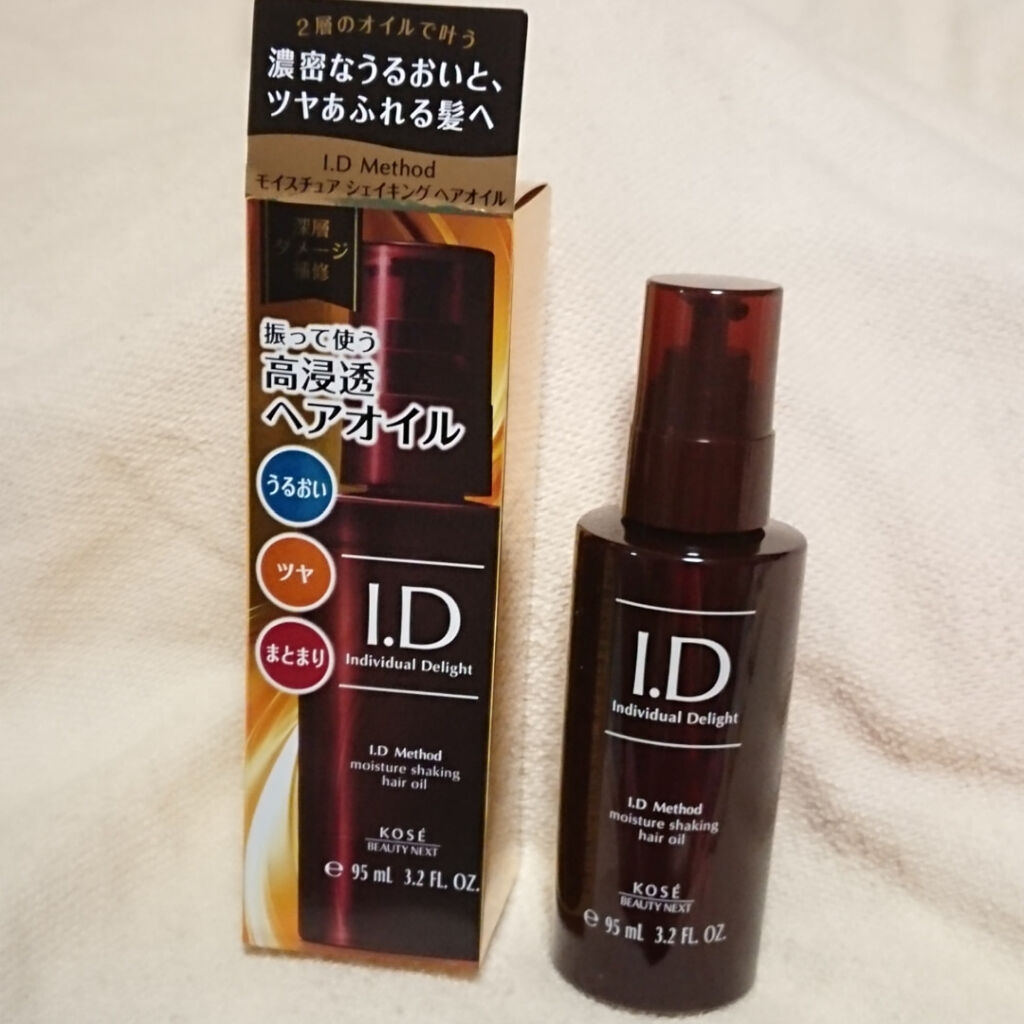 2層のオイルで叶う
濃密なうるおいと、
ツヤあふれる髪へ
I.D Method
モイスチュア シェイキング ヘアオイル
深層
ダメージ
補修
振って使う
高浸透
ヘアオイル
うるおい
ツヤ
まとまり
I.D
Individual Delight
I.D Method
moisture shaking
hair oil
KOSÉ
BEAUTY NEXT
℮ 95 mL 3.2 FL. OZ.
I.D
Individual Delight
I.D Method
moisture shaking
hair oil
KOSÉ
BEAUTY NEXT
℮ 95 mL 3.2 FL. OZ.